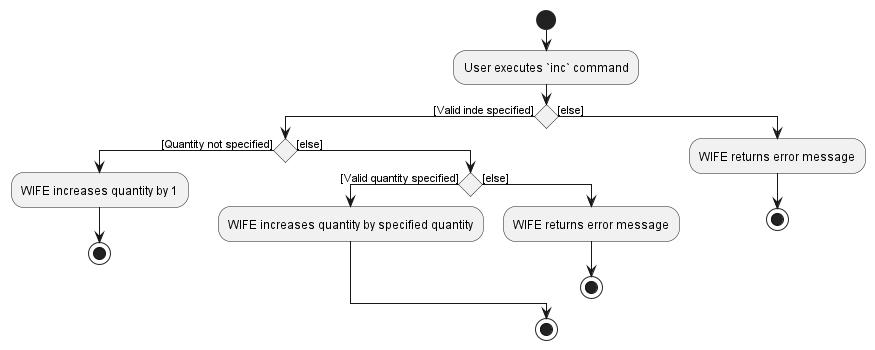 User executes `inc` command
[Valid inde specified]
[else]
[Quantity not specified]
[else]
WIFE returns error message
WIFE increases quantity by 1
[Valid quantity specified]
[else]
WIFE increases quantity by specified quantity
WIFE returns error message